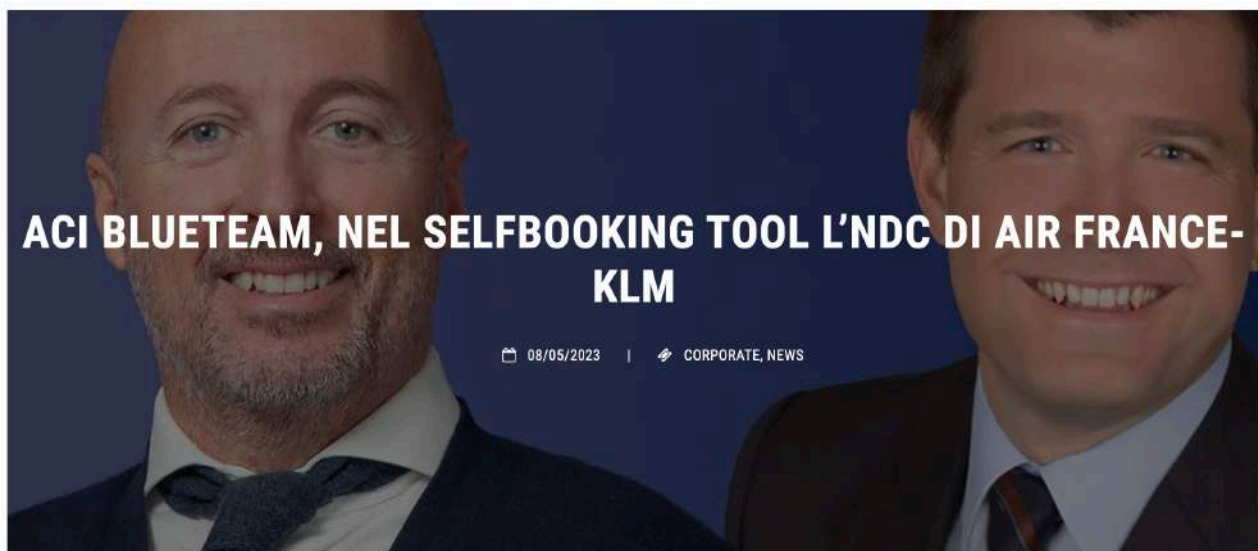 ACI BLUETEAM, NEL SELFBOOKING TOOL L’NDC DI AIR FRANCE-
KLM
08/05/2023 | CORPORATE, NEWS